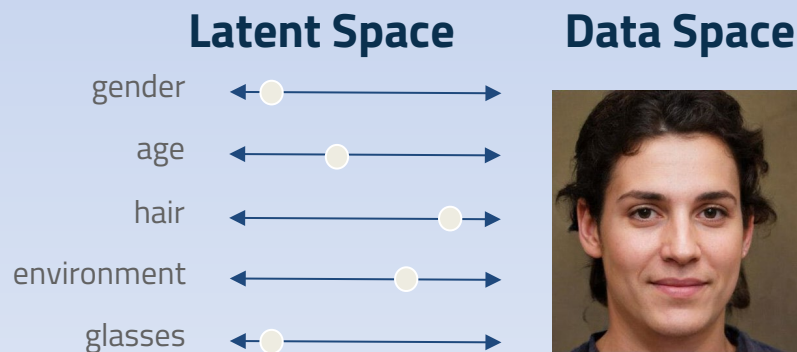 Latent Space
Data Space
gender
age
hair
environment
glasses